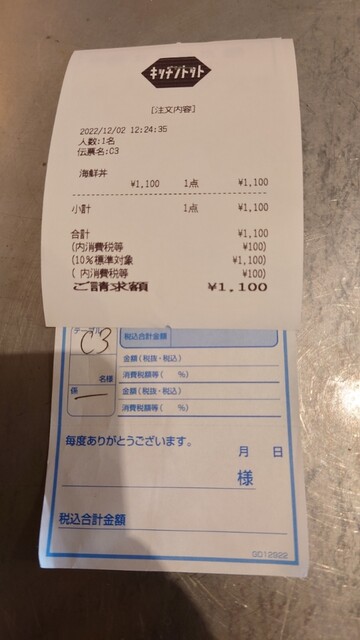 キッチンドット
[注文内容]
2022/12/02 12:24:35
人数:1名
伝票名:C3
海鮮丼
¥1,100 1点 ¥1,100
小計 1点 ¥1,100
合計 ¥1,100
(内消費税等 ¥100)
(10%標準対象 ¥1,100)
( 内消費税等 ¥100)
ご請求額 ¥1,100
テーブル
C3
名様
係
税込合計金額
金額(税抜・税込)
消費税額等( %)
金額(税抜・税込)
消費税額等( %)
毎度ありがとうございます。
月 日
様
税込合計金額